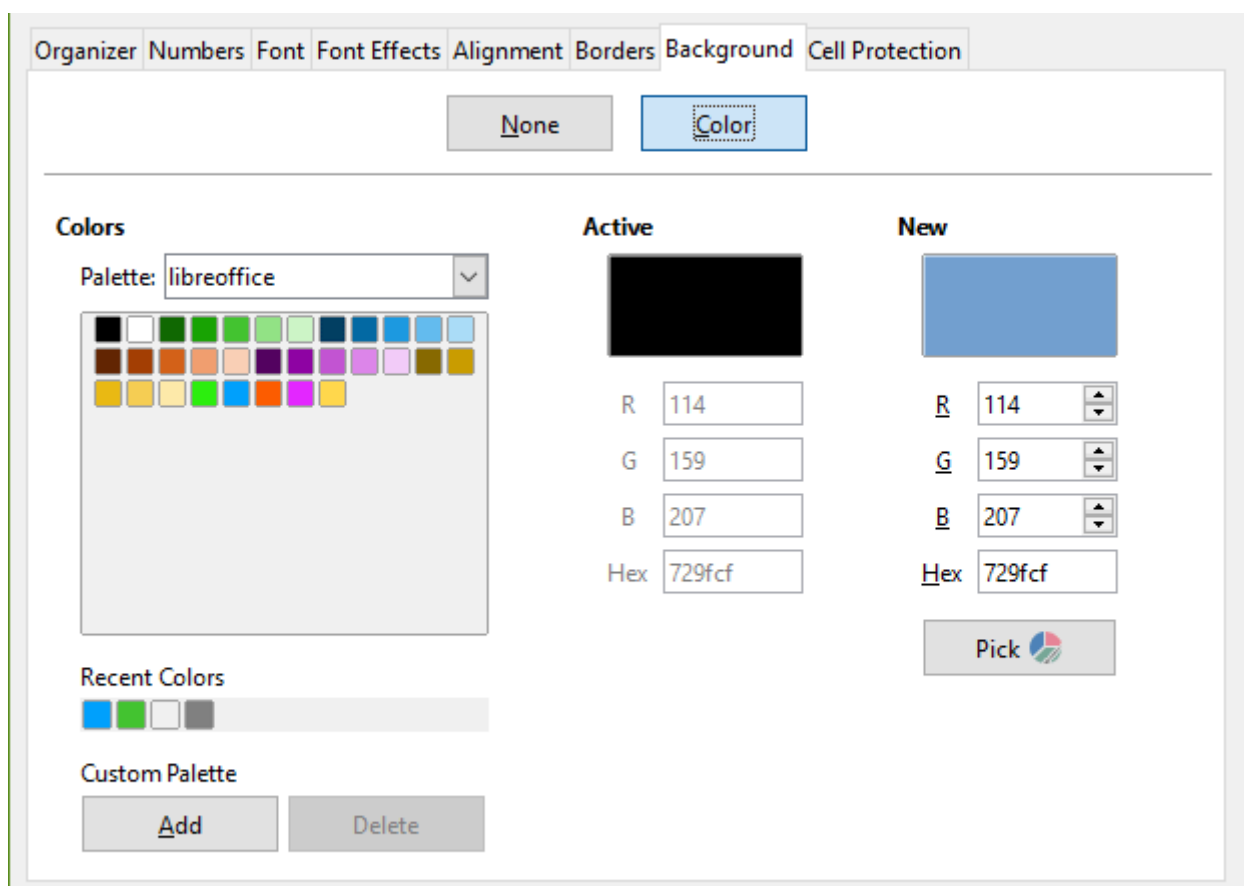 Organizer Numbers Font Font Effects Alignment Borders Background Cell Protection
None Color
Colors Active New
Palette: libreoffice
R 114 R 114
G 159 G 159
B 207 B 207
Hex 729fcf Hex 729fcf
Pick
Recent Colors
Custom Palette
Add Delete